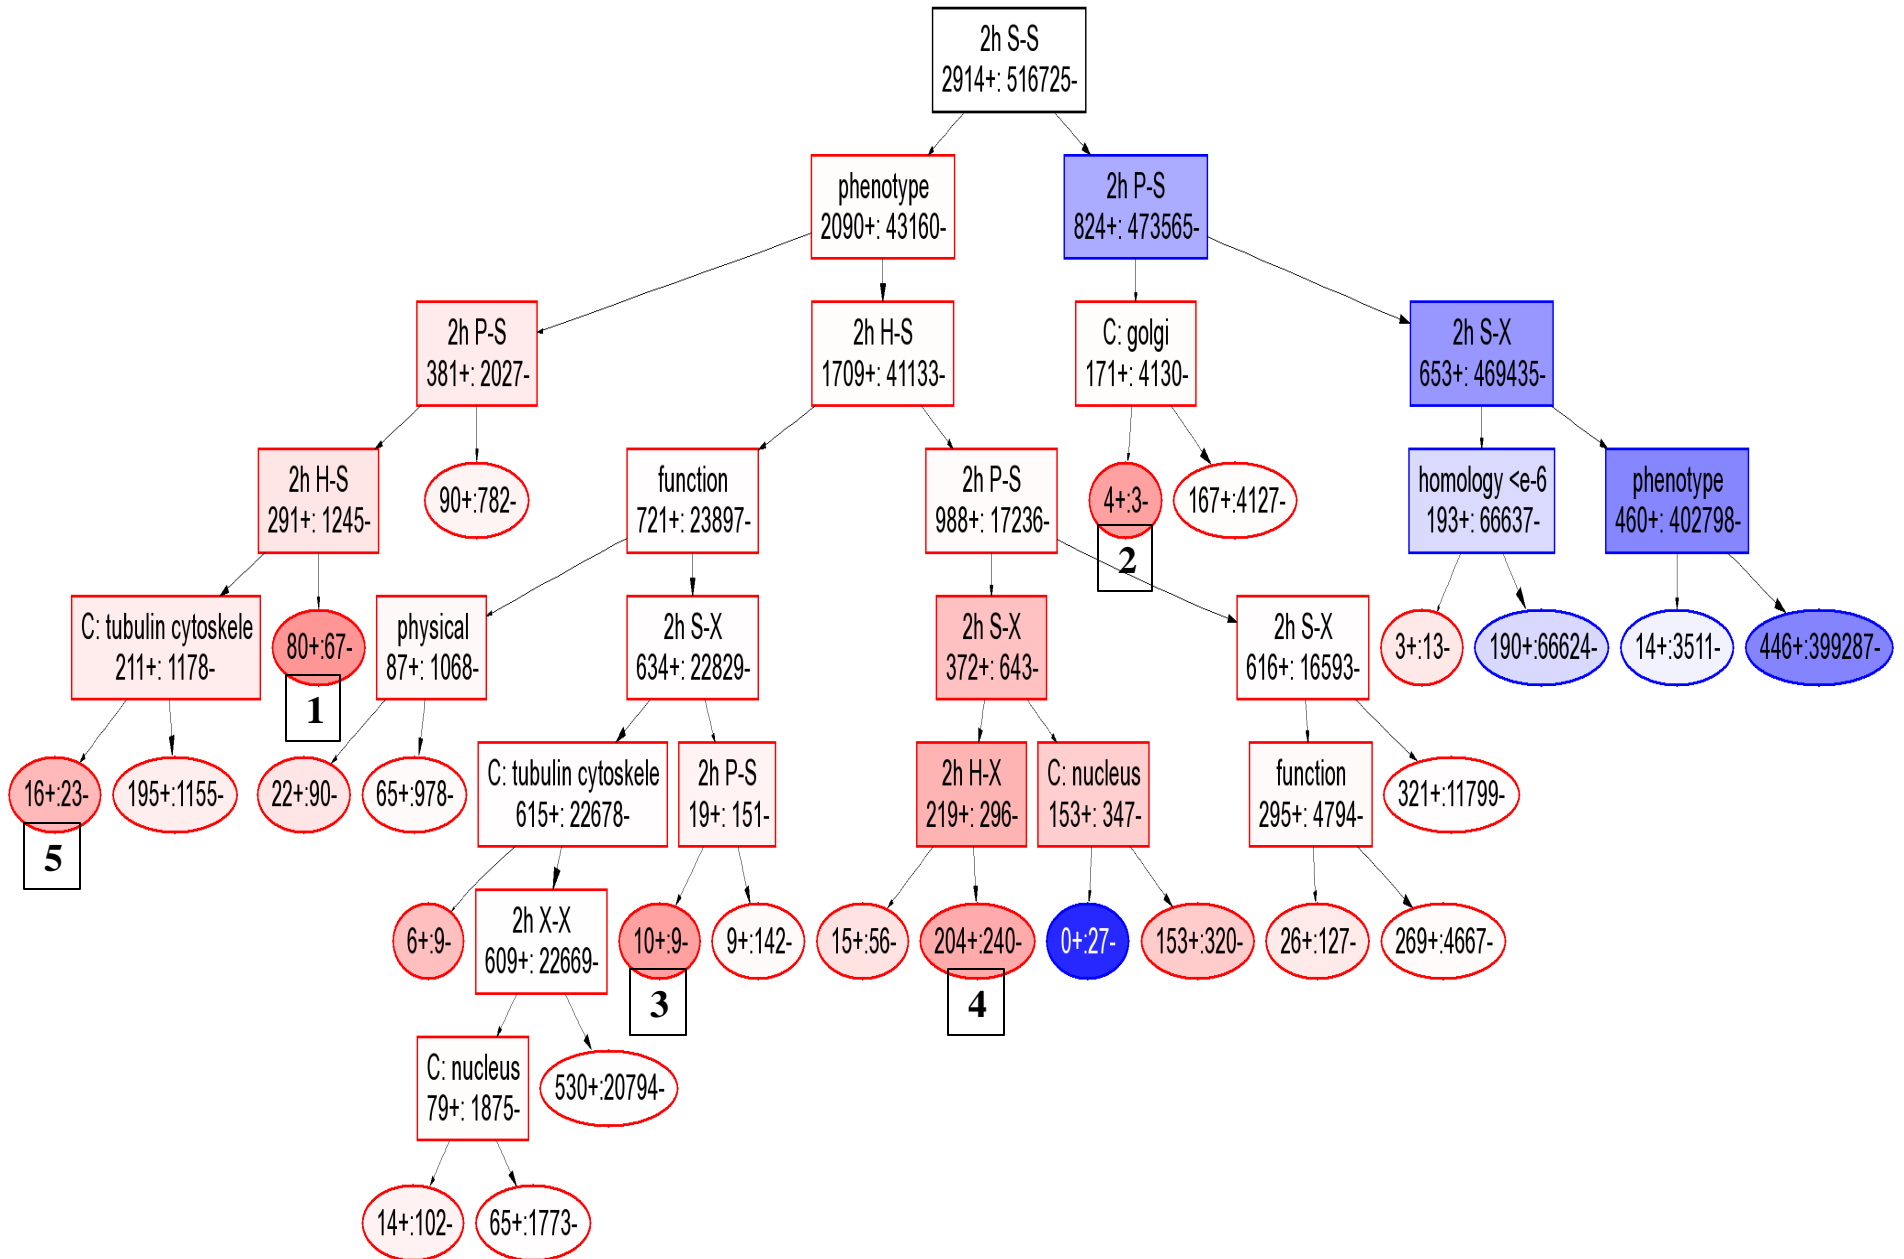 2h S-S
2914+: 516725-
phenotype
2090+: 43160-
2h P-S
824+: 473565-
2h P-S
381+: 2027-
2h H-S
1709+: 41133-
C: golgi
171+: 4130-
2h S-X
653+: 469435-
2h H-S
291+: 1245-
90+:782-
function
721+: 23897-
2h P-S
988+: 17236-
4+:3-
2
167+:4127-
homology <e-6
193+: 66637-
phenotype
460+: 402798-
C: tubulin cytoskele
211+: 1178-
80+:67-
1
physical
87+: 1068-
2h S-X
634+: 22829-
2h S-X
372+: 643-
2h S-X
616+: 16593-
3+:13-
190+:66624-
14+:3511-
446+:399287-
16+:23-
5
195+:1155-
22+:90-
65+:978-
C: tubulin cytoskele
615+: 22678-
2h P-S
19+: 151-
2h H-X
219+: 296-
C: nucleus
153+: 347-
function
295+: 4794-
321+:11799-
6+:9-
2h X-X
609+: 22669-
10+:9-
3
9+:142-
15+:56-
204+:240-
4
0+:27-
153+:320-
26+:127-
269+:4667-
C: nucleus
79+: 1875-
530+:20794-
14+:102-
65+:1773-